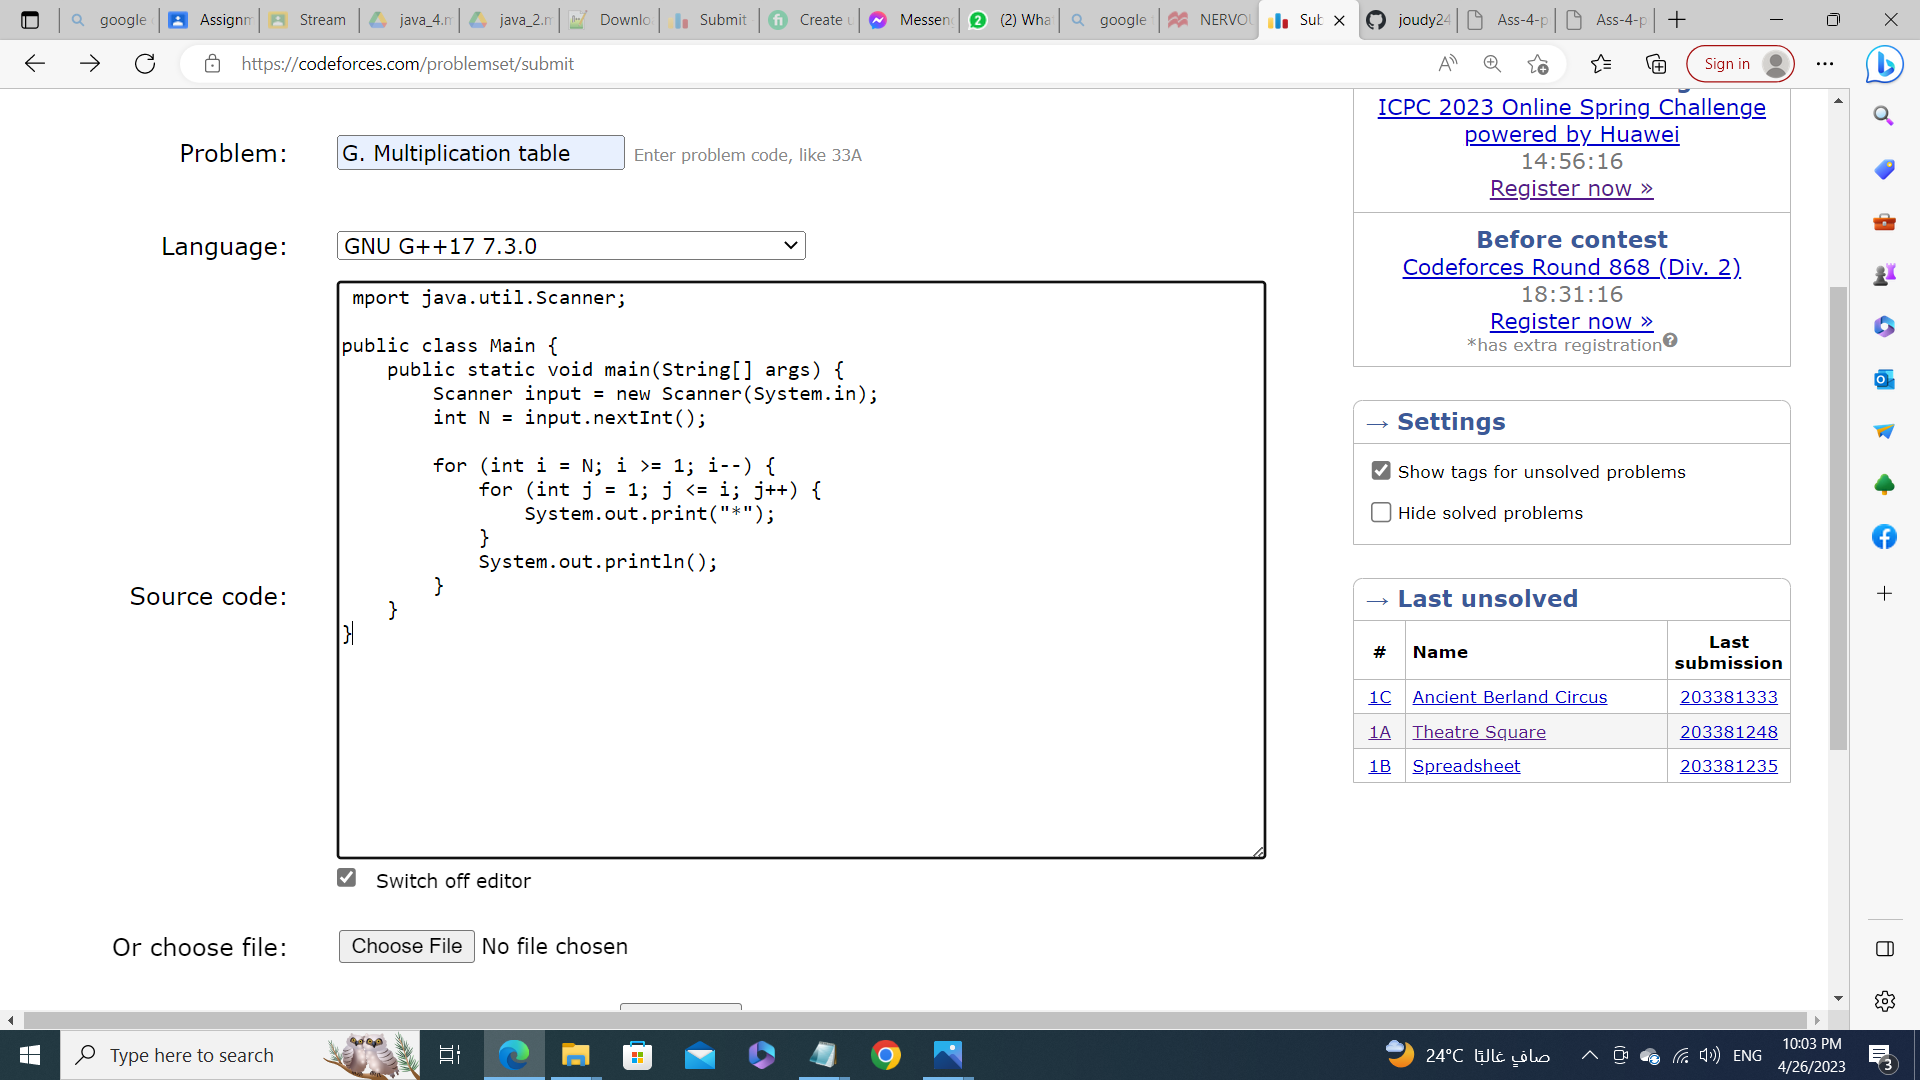 google
Assignm
Stream
java_4.m
java_2.m
Downlo
Submit
Create u
Messen
(2) Wha
google
NERVOU
Sub
joudy24
Ass-4-p
Ass-4-p
https://codeforces.com/problemset/submit
Sign in
Problem:
G. Multiplication table
Enter problem code, like 33A
Language:
GNU G++17 7.3.0
Source code:
mport java.util.Scanner;
public class Main {
public static void main(String[] args) {
Scanner input = new Scanner(System.in);
int N = input.nextInt();
for (int i = N; i >= 1; i--) {
for (int j = 1; j <= i; j++) {
System.out.print("*");
}
System.out.println();
}
}
}
Switch off editor
Or choose file:
Choose File No file chosen
ICPC 2023 Online Spring Challenge
powered by Huawei
14:56:16
Register now »
Before contest
Codeforces Round 868 (Div. 2)
18:31:16
Register now »
*has extra registration?
→ Settings
Show tags for unsolved problems
Hide solved problems
→ Last unsolved
# Name Last submission
1C Ancient Berland Circus 203381333
1A Theatre Square 203381248
1B Spreadsheet 203381235
Type here to search
24°C صافٍ غالبًا
ENG
10:03 PM
4/26/2023
3